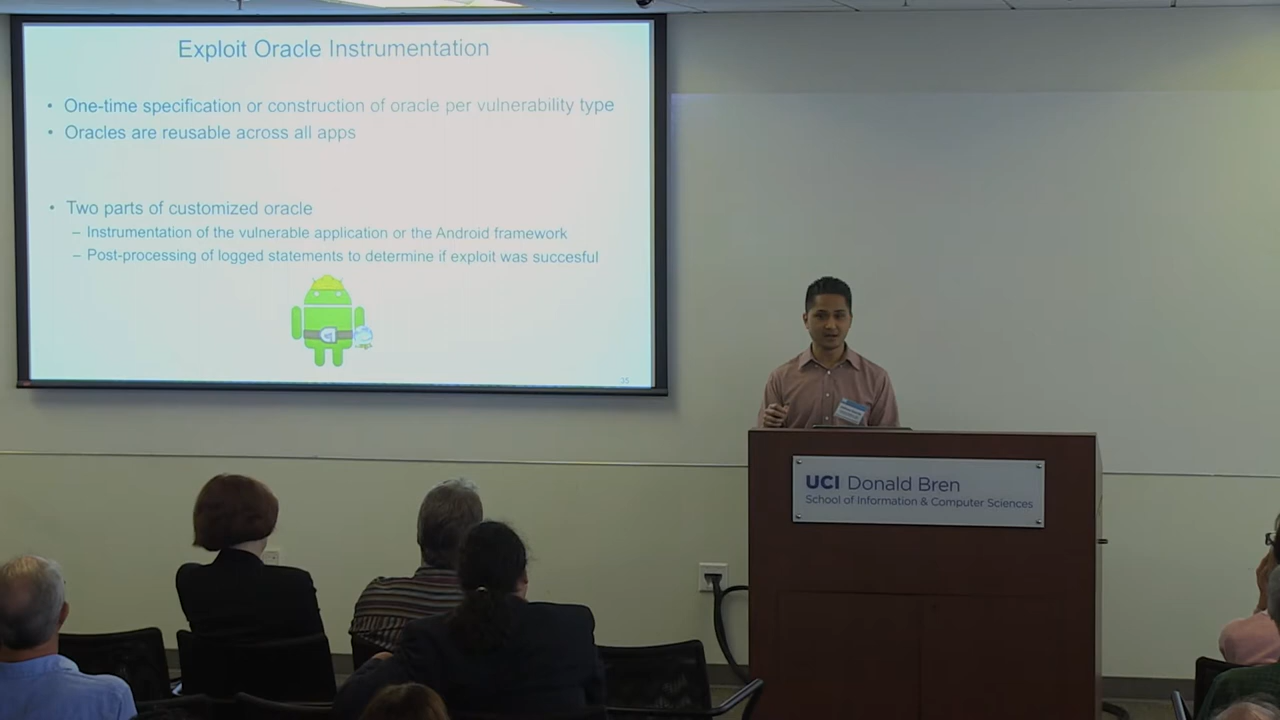 Exploit Oracle Instrumentation
• One-time specification or construction of oracle per vulnerability type
• Oracles are reusable across all apps
• Two parts of customized oracle
– Instrumentation of the vulnerable application or the Android framework
– Post-processing of logged statements to determine if exploit was succesful
35
UCI Donald Bren
School of Information & Computer Sciences